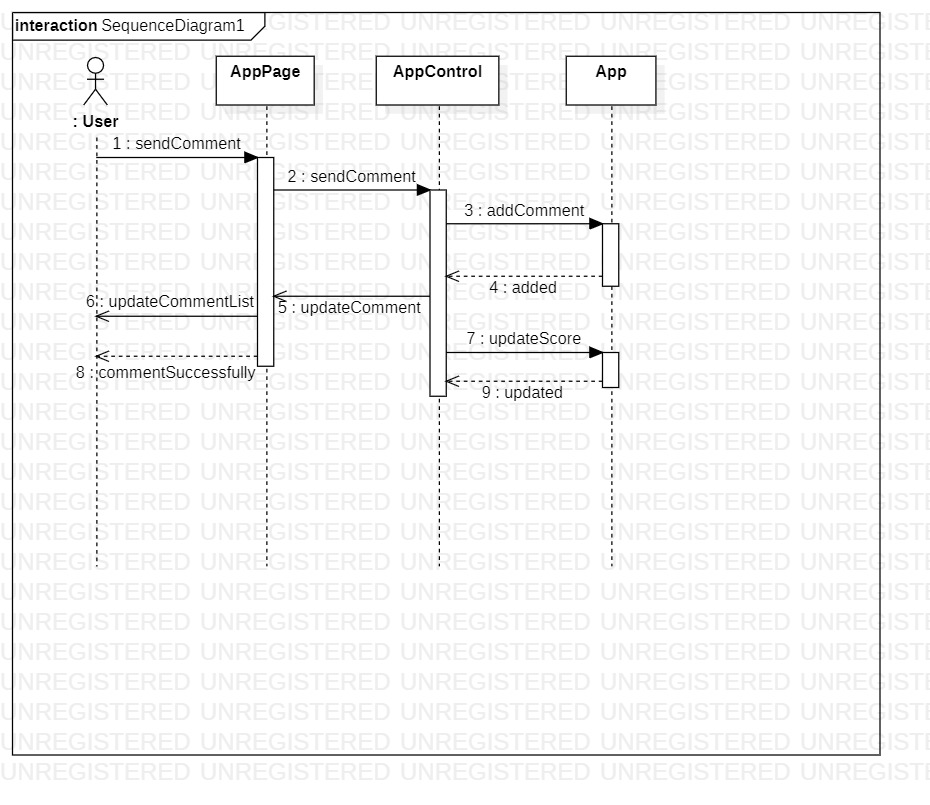 interaction SequenceDiagram1
AppPage
AppControl
App
: User
1 : sendComment
2 : sendComment
3 : addComment
4 : added
5 : updateComment
6 : updateCommentList
7 : updateScore
8 : commentSuccessfully
9 : updated
UNREGISTERED